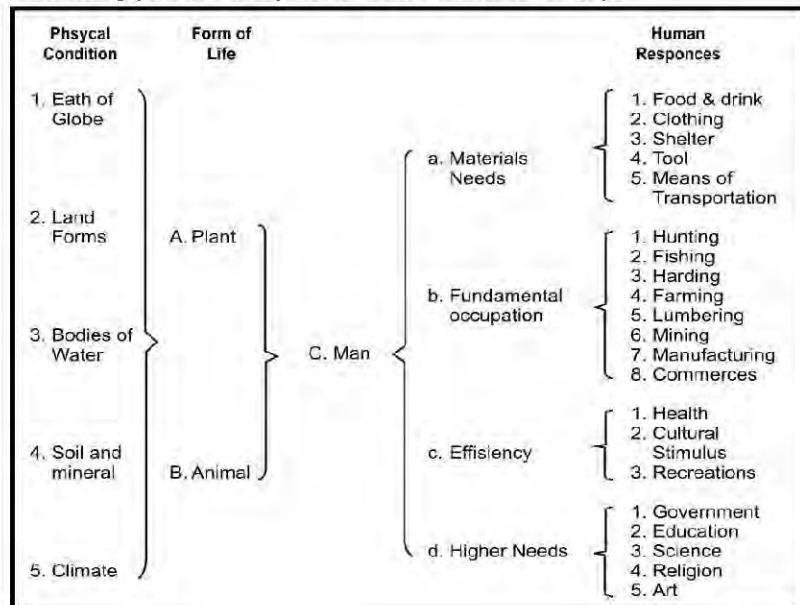 Phsycal
Condition
Form of
Life
Human
Responces
1. Eath of
Globe
2. Land
Forms
3. Bodies of
Water
4. Soil and
mineral
5. Climate
A. Plant
B. Animal
C. Man
a. Materials
Needs
1. Food & drink
2. Clothing
3. Shelter
4. Tool
5. Means of
Transportation
b. Fundamental
occupation
1. Hunting
2. Fishing
3. Harding
4. Farming
5. Lumbering
6. Mining
7. Manufacturing
8. Commerces
c. Effisiency
1. Health
2. Cultural
Stimulus
3. Recreations
d. Higher Needs
1. Government
2. Education
3. Science
4. Religion
5. Art